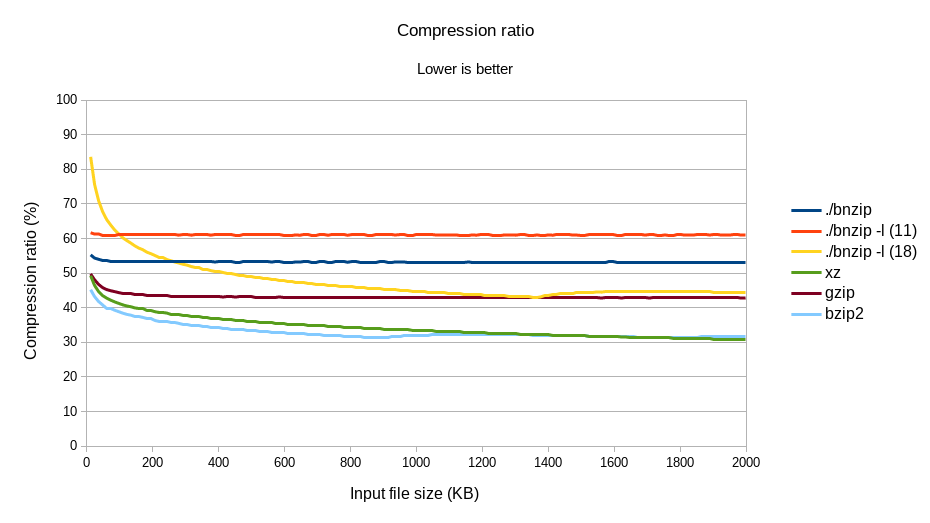 Compression ratio
Lower is better
Compression ratio (%)
100
90
80
70
60
50
40
30
20
10
0
0 200 400 600 800 1000 1200 1400 1600 1800 2000
Input file size (KB)
./bnzip
./bnzip -l (11)
./bnzip -l (18)
xz
gzip
bzip2